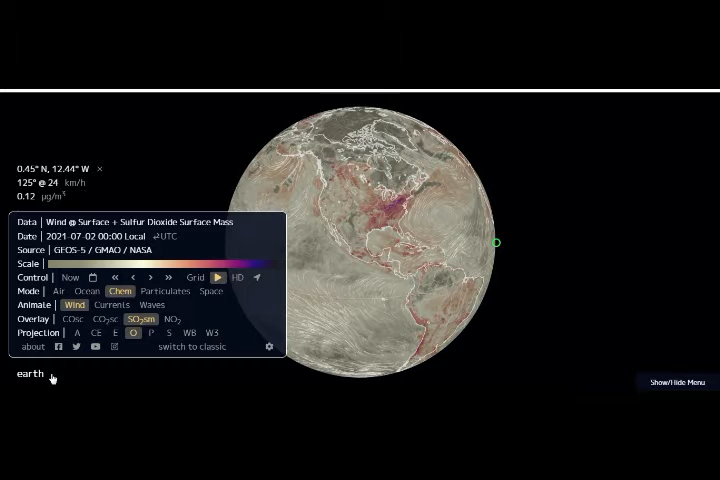 0.45° N, 12.44° W ×
125° @ 24 km/h
0.12 µg/m³
Data | Wind @ Surface + Sulfur Dioxide Surface Mass
Date | 2021-07-02 00:00 Local ⇄UTC
Source | GEOS-5 / GMAO / NASA
Scale |
Control | Now « ‹ › » Grid HD
Mode | Air Ocean Chem Particulates Space
Animate | Wind Currents Waves
Overlay | COsc CO₂sc SO₂sm NO₂
Projection | A CE E O P S WB W3
about switch to classic
earth
Show/Hide Menu